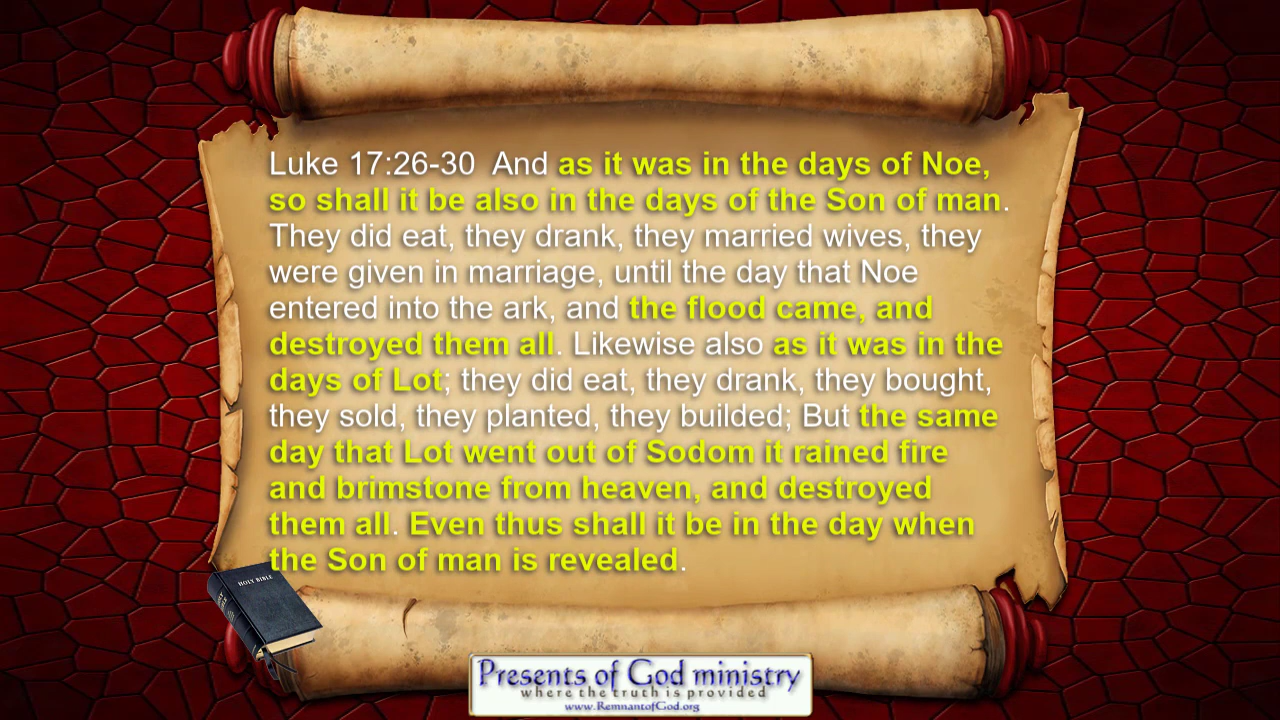 Luke 17:26-30  And as it was in the days of Noe,
so shall it be also in the days of the Son of man.
They did eat, they drank, they married wives, they
were given in marriage, until the day that Noe
entered into the ark, and the flood came, and
destroyed them all. Likewise also as it was in the
days of Lot; they did eat, they drank, they bought,
they sold, they planted, they builded; But the same
day that Lot went out of Sodom it rained fire
and brimstone from heaven, and destroyed
them all. Even thus shall it be in the day when
the Son of man is revealed.
HOLY BIBLE
Presents of God ministry
where the truth is provided
www.RemnantofGod.org